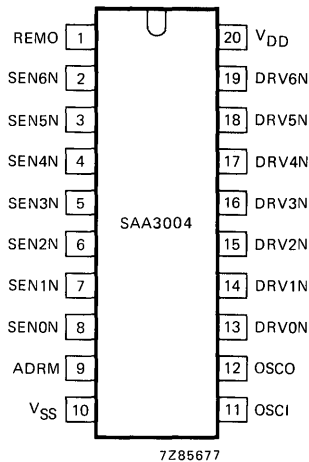 REMO 1 20 VDD
SEN6N 2 19 DRV6N
SEN5N 3 18 DRV5N
SEN4N 4 17 DRV4N
SEN3N 5 16 DRV3N
SAA3004
SEN2N 6 15 DRV2N
SEN1N 7 14 DRV1N
SEN0N 8 13 DRV0N
ADRM 9 12 OSCO
VSS 10 11 OSCI
7Z85677